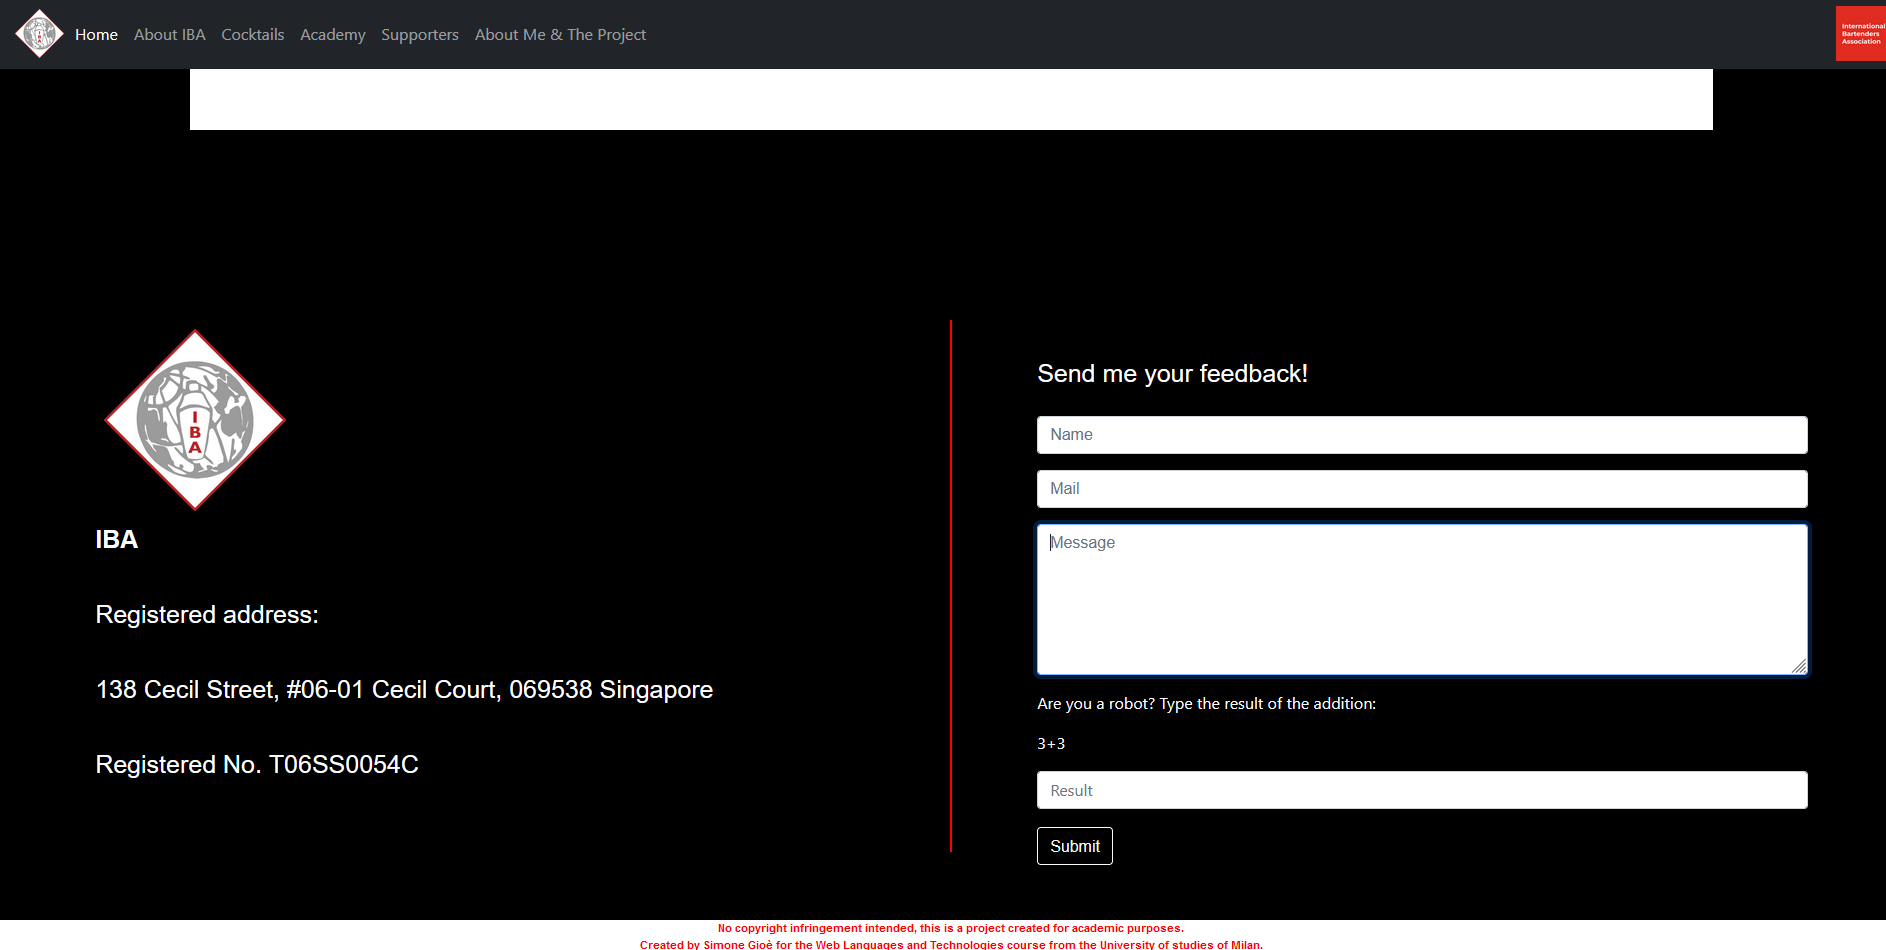 Home About IBA Cocktails Academy Supporters About Me & The Project
International
Bartenders
Association
I
B
A
IBA
Registered address:
138 Cecil Street, #06-01 Cecil Court, 069538 Singapore
Registered No. T06SS0054C
Send me your feedback!
Name
Mail
Message
Are you a robot? Type the result of the addition:
3+3
Result
Submit
No copyright infringement intended, this is a project created for academic purposes.
Created by Simone Gioè for the Web Languages and Technologies course from the University of studies of Milan.